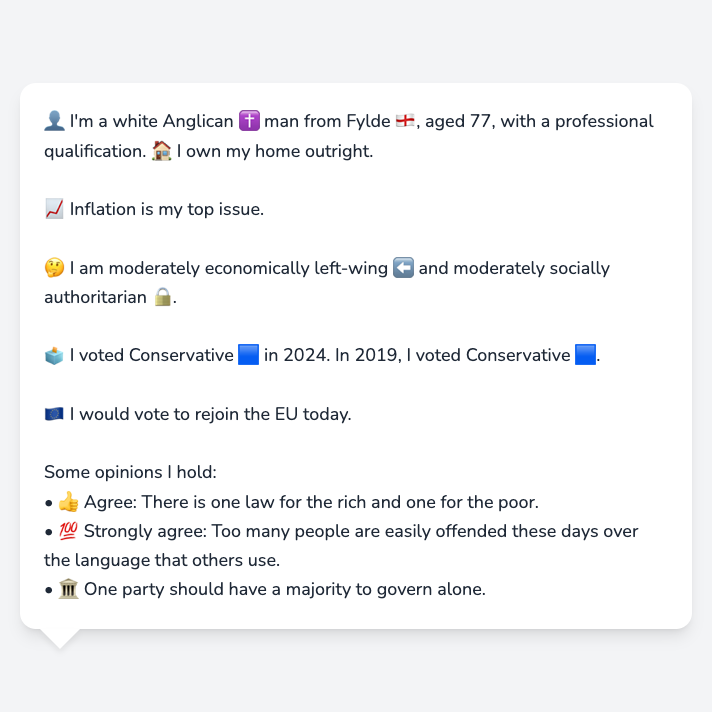 👤 I'm a white Anglican ✝️ man from Fylde 🏴󠁧󠁢󠁥󠁮󠁧󠁿, aged 77, with a professional
qualification. 🏠 I own my home outright.
📈 Inflation is my top issue.
🤔 I am moderately economically left-wing ⬅️ and moderately socially
authoritarian 🔒.
🗳️ I voted Conservative 🟦 in 2024. In 2019, I voted Conservative 🟦.
🇪🇺 I would vote to rejoin the EU today.
Some opinions I hold:
• 👍 Agree: There is one law for the rich and one for the poor.
• 💯 Strongly agree: Too many people are easily offended these days over
the language that others use.
• 🏛️ One party should have a majority to govern alone.